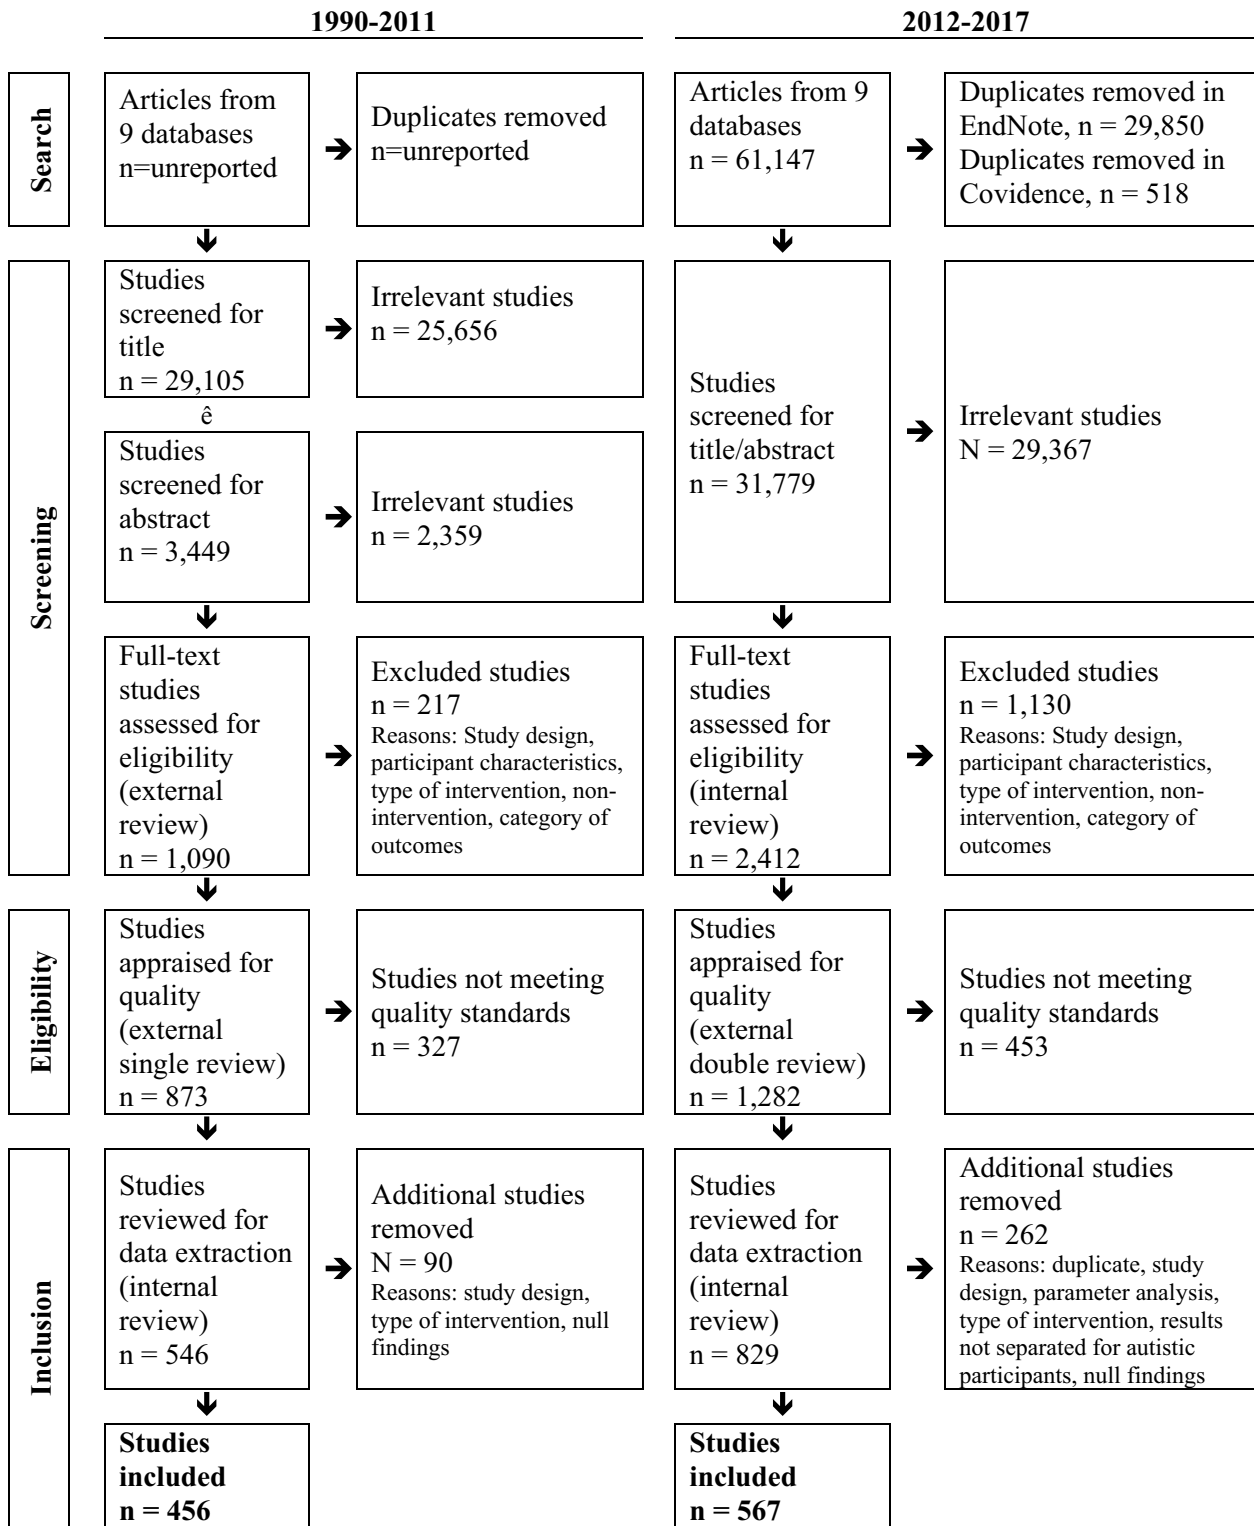 1990-2011
2012-2017
Search
Articles from
9 databases
n=unreported
Duplicates removed
n=unreported
Articles from 9
databases
n = 61,147
Duplicates removed in
EndNote, n = 29,850
Duplicates removed in
Covidence, n = 518
Screening
Studies
screened for
title
n = 29,105
Irrelevant studies
n = 25,656
ê
Studies
screened for
abstract
n = 3,449
Irrelevant studies
n = 2,359
Studies
screened for
title/abstract
n = 31,779
Irrelevant studies
N = 29,367
Full-text
studies
assessed for
eligibility
(external
review)
n = 1,090
Excluded studies
n = 217
Reasons: Study design,
participant characteristics,
type of intervention, non-
intervention, category of
outcomes
Full-text
studies
assessed for
eligibility
(internal
review)
n = 2,412
Excluded studies
n = 1,130
Reasons: Study design,
participant characteristics,
type of intervention, non-
intervention, category of
outcomes
Eligibility
Studies
appraised for
quality
(external
single review)
n = 873
Studies not meeting
quality standards
n = 327
Studies
appraised for
quality
(external
double review)
n = 1,282
Studies not meeting
quality standards
n = 453
Inclusion
Studies
reviewed for
data extraction
(internal
review)
n = 546
Additional studies
removed
N = 90
Reasons: study design,
type of intervention, null
findings
Studies
reviewed for
data extraction
(internal
review)
n = 829
Additional studies
removed
n = 262
Reasons: duplicate, study
design, parameter analysis,
type of intervention, results
not separated for autistic
participants, null findings
Studies
included
n = 456
Studies
included
n = 567